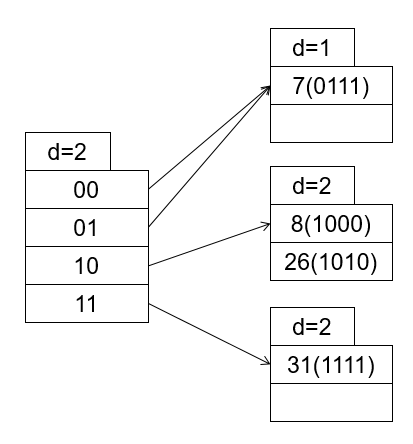 d=2
00
01
10
11
d=1
7(0111)
d=2
8(1000)
26(1010)
d=2
31(1111)